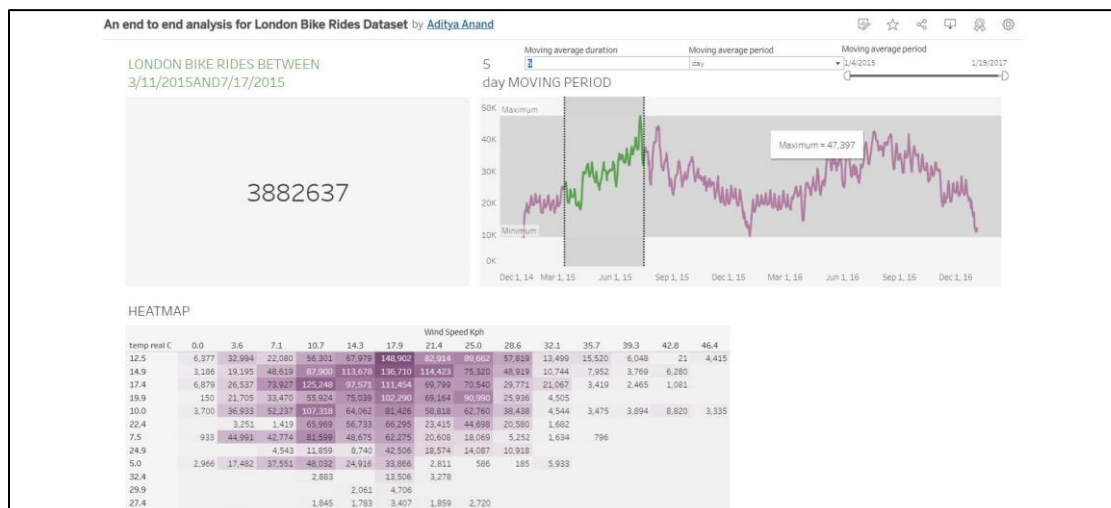 An end to end analysis for London Bike Rides Dataset by Aditya Anand
LONDON BIKE RIDES BETWEEN
3/11/2015AND7/17/2015
3882637
Moving average duration
5
Moving average period
day
Moving average period
1/4/2015 1/19/2017
5
day MOVING PERIOD
50K
40K
30K
20K
10K
0K
Maximum
Maximum = 47,397
Minimum
Dec 1, 14 Mar 1, 15 Jun 1, 15 Sep 1, 15 Dec 1, 15 Mar 1, 16 Jun 1, 16 Sep 1, 16 Dec 1, 16
HEATMAP
Wind Speed Kph
temp real C 0.0 3.6 7.1 10.7 14.3 17.9 21.4 25.0 28.6 32.1 35.7 39.3 42.8 46.4
12.5 6,377 32,994 22,080 56,301 67,979 148,902 82,914 89,662 57,819 13,499 15,520 6,048 21 4,415
14.9 3,186 19,195 48,619 87,900 113,678 136,710 114,423 75,320 48,919 10,744 7,952 3,769 6,280
17.4 6,879 26,537 73,927 125,248 97,571 111,454 69,799 70,540 29,771 21,067 3,419 2,465 1,081
19.9 150 21,705 33,470 55,924 75,039 102,290 69,164 90,990 25,936 4,505
10.0 3,700 36,933 52,237 107,318 64,062 81,426 58,818 62,760 38,438 4,544 3,475 3,894 8,820 3,335
22.4 3,251 1,419 65,969 56,733 66,295 23,415 44,698 20,580 1,682
7.5 933 44,991 42,774 81,599 48,675 62,275 20,608 18,069 5,252 1,634 796
24.9 4,543 11,859 8,740 42,506 18,574 14,087 10,918
5.0 2,966 17,482 37,551 48,032 24,916 33,866 2,811 586 185 5,933
32.4 2,883 13,506 3,278
29.9 2,061 4,706
27.4 1,845 1,783 3,407 1,859 2,720